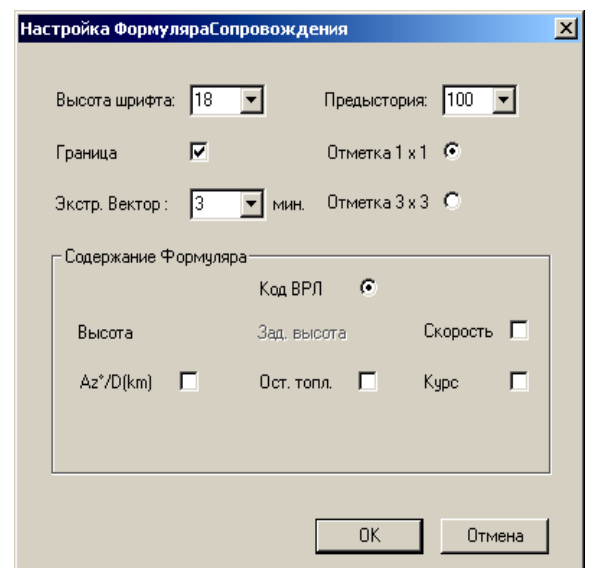 Настройка ФормуляраСопровождения
Высота шрифта: 18 Предыстория: 100
Граница Отметка 1 x 1
Экстр. Вектор : 3 мин. Отметка 3 x 3
Содержание Формуляра
Код ВРЛ
Высота Зад. высота Скорость
Az°/D(km) Ост. топл. Курс
OK Отмена